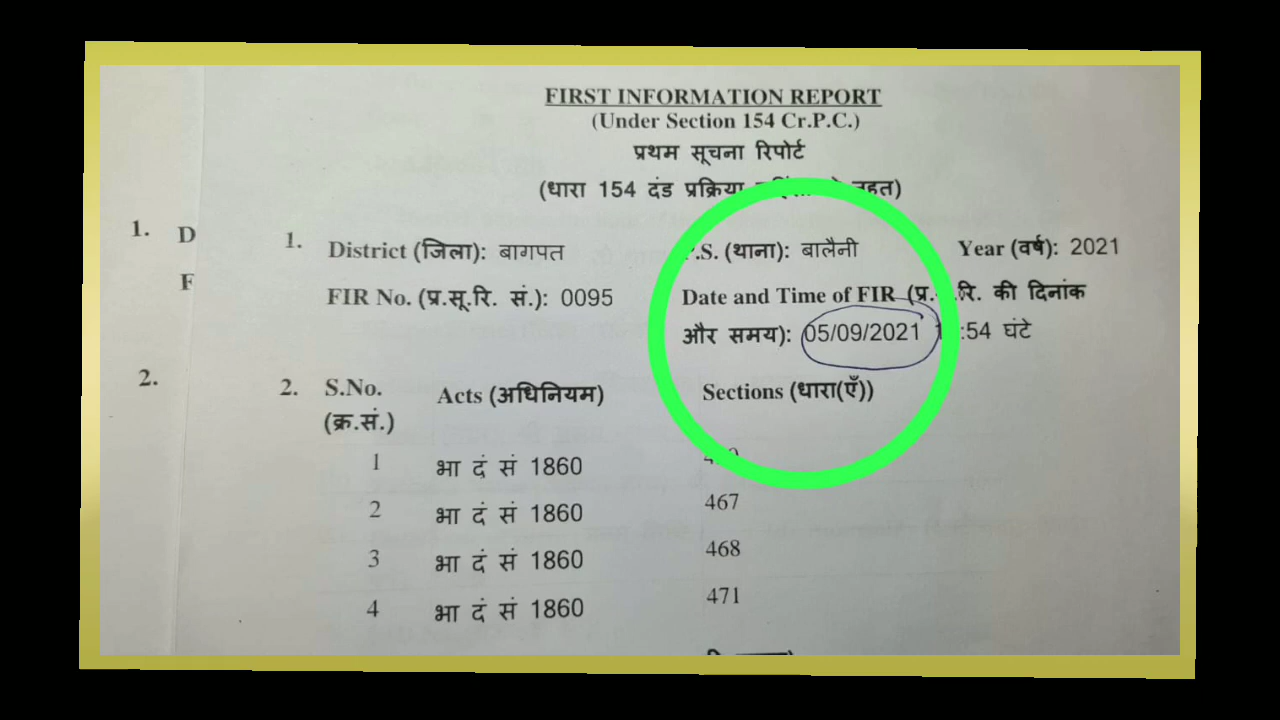 FIRST INFORMATION REPORT
(Under Section 154 Cr.P.C.)
प्रथम सूचना रिपोर्ट
(धारा 154 दंड प्रक्रिया तहत)
1. D
F
2.
1. District (जिला): बागपत P.S. (थाना): बालैनी Year (वर्ष): 2021
FIR No. (प्र.सू.रि. सं.): 0095 Date and Time of FIR (प्र. रि. की दिनांक
और समय): 05/09/2021 :54 घंटे
2. S.No. Acts (अधिनियम) Sections (धारा(एँ))
(क्र.सं.)
1 भा दं सं 1860
2 भा दं सं 1860 467
3 भा दं सं 1860 468
4 भा दं सं 1860 471